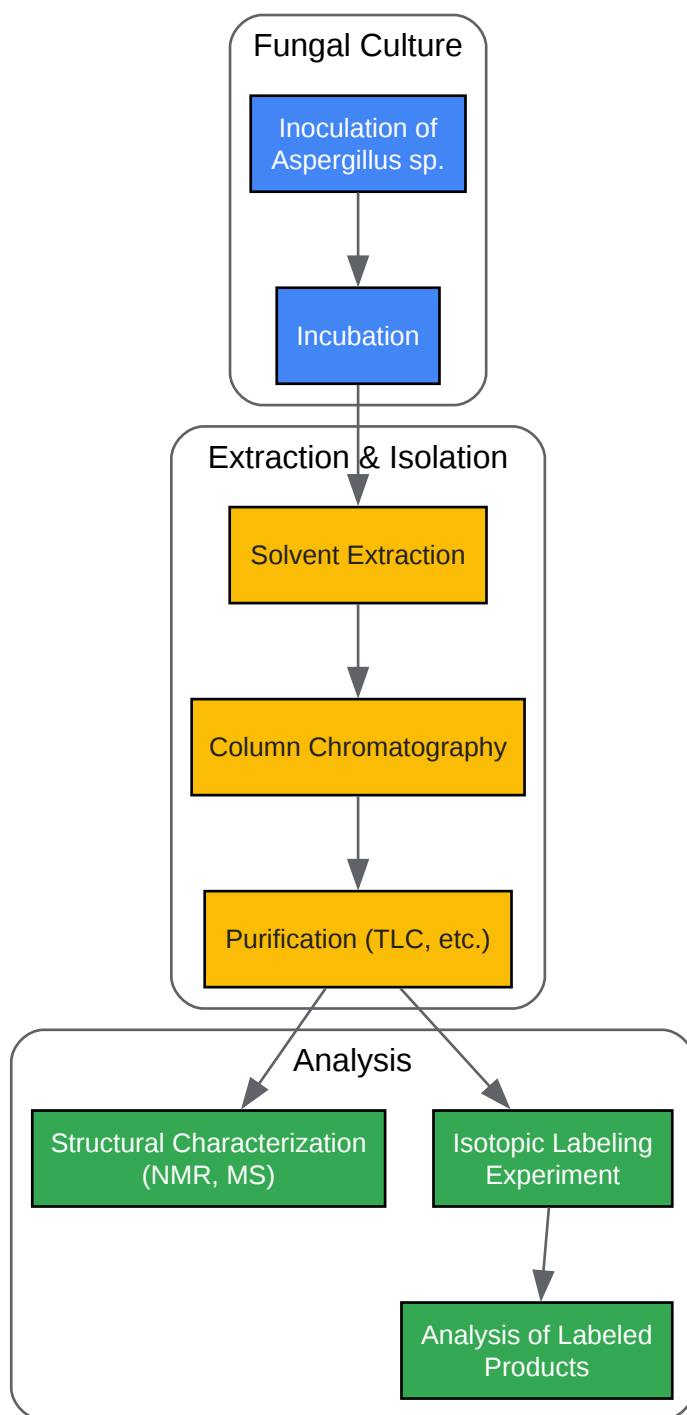 Fungal Culture
Inoculation of
Aspergillus sp.
Incubation
Extraction & Isolation
Solvent Extraction
Column Chromatography
Purification (TLC, etc.)
Analysis
Structural Characterization
(NMR, MS)
Isotopic Labeling
Experiment
Analysis of Labeled
Products